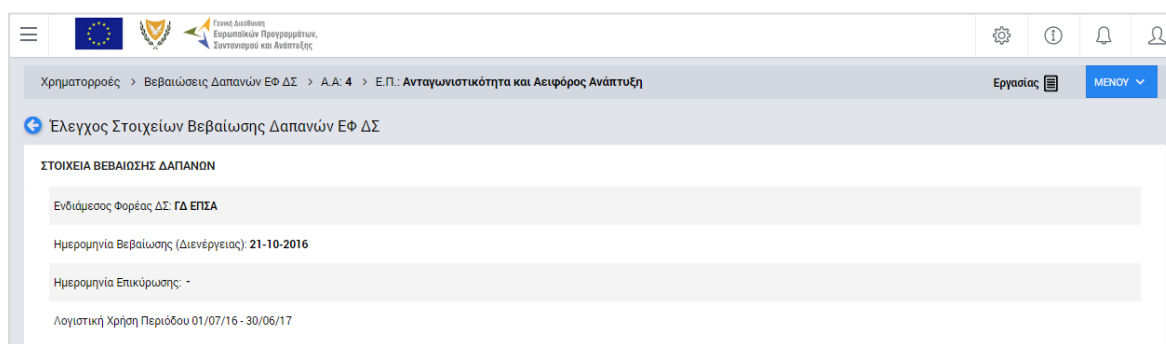 Γενική Διεύθυνση
Ευρωπαϊκών Προγραμμάτων,
Συντονισμού και Ανάπτυξης
Χρηματορροές > Βεβαιώσεις Δαπανών ΕΦ ΔΣ > Α.Α: 4 > Ε.Π.: Ανταγωνιστικότητα και Αειφόρος Ανάπτυξη
Εργασίας
ΜΕΝΟΥ
Έλεγχος Στοιχείων Βεβαίωσης Δαπανών ΕΦ ΔΣ
ΣΤΟΙΧΕΙΑ ΒΕΒΑΙΩΣΗΣ ΔΑΠΑΝΩΝ
Ενδιάμεσος Φορέας ΔΣ: ΓΔ ΕΠΣΑ
Ημερομηνία Βεβαίωσης (Διενέργειας): 21-10-2016
Ημερομηνία Επικύρωσης: -
Λογιστική Χρήση Περιόδου 01/07/16 - 30/06/17